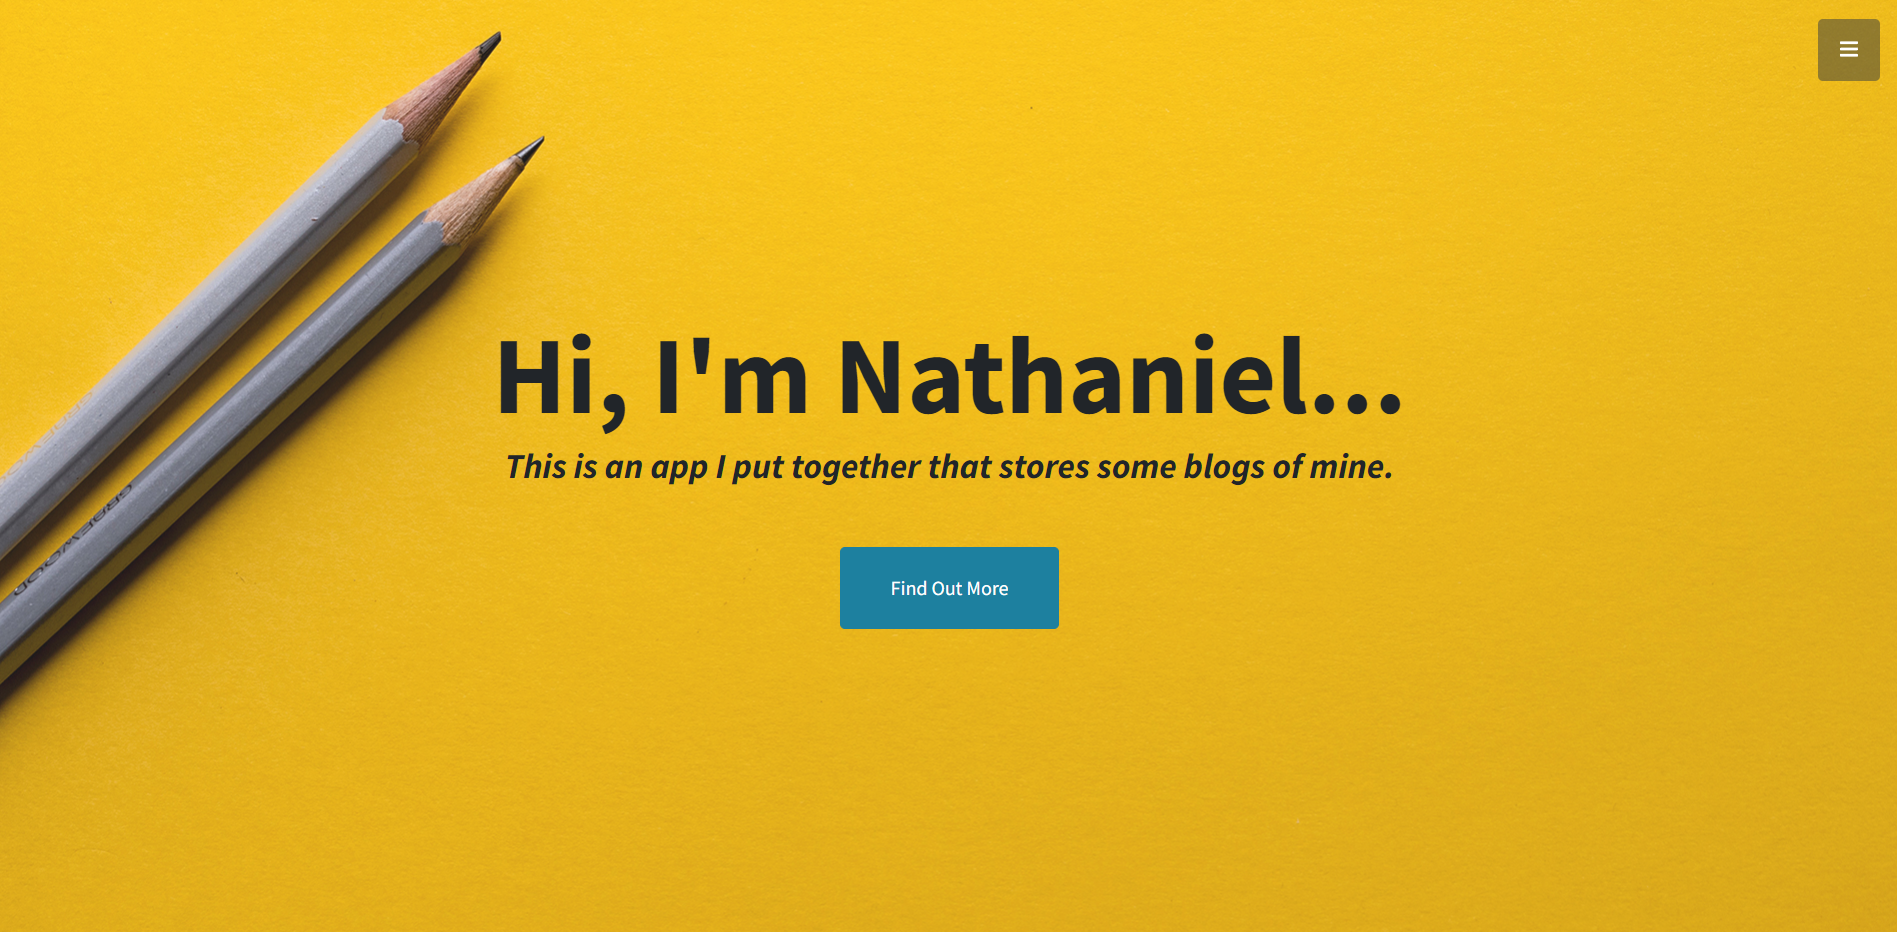 Hi, I'm Nathaniel...
This is an app I put together that stores some blogs of mine.
Find Out More